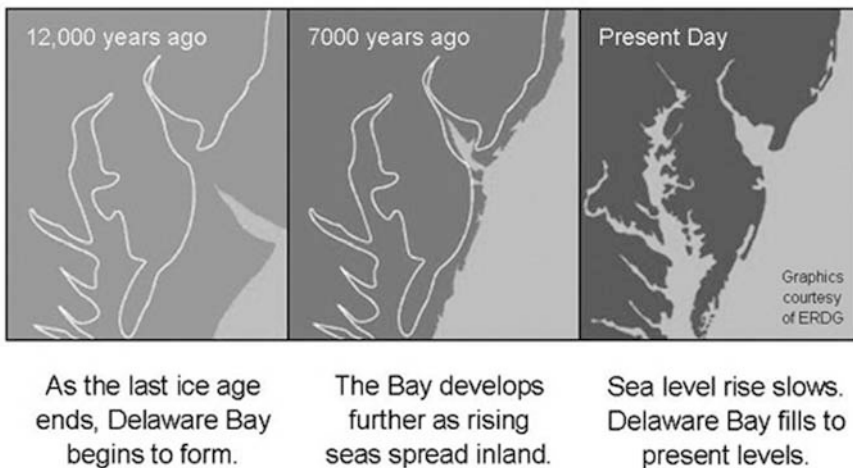 12,000 years ago
7000 years ago
Present Day
Graphics
courtesy
of ERDG
As the last ice age
ends, Delaware Bay
begins to form.
The Bay develops
further as rising
seas spread inland.
Sea level rise slows.
Delaware Bay fills to
present levels.